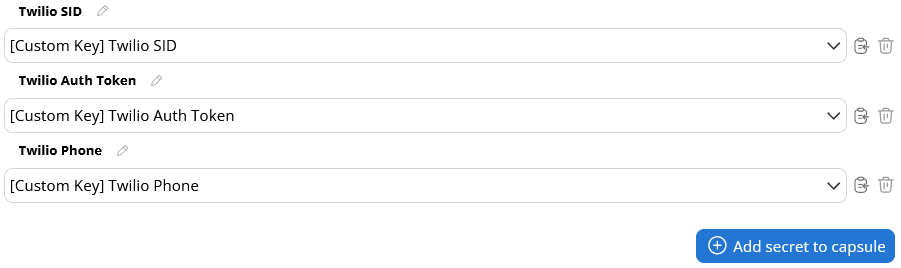 Twilio SID
[Custom Key] Twilio SID
Twilio Auth Token
[Custom Key] Twilio Auth Token
Twilio Phone
[Custom Key] Twilio Phone
Add secret to capsule